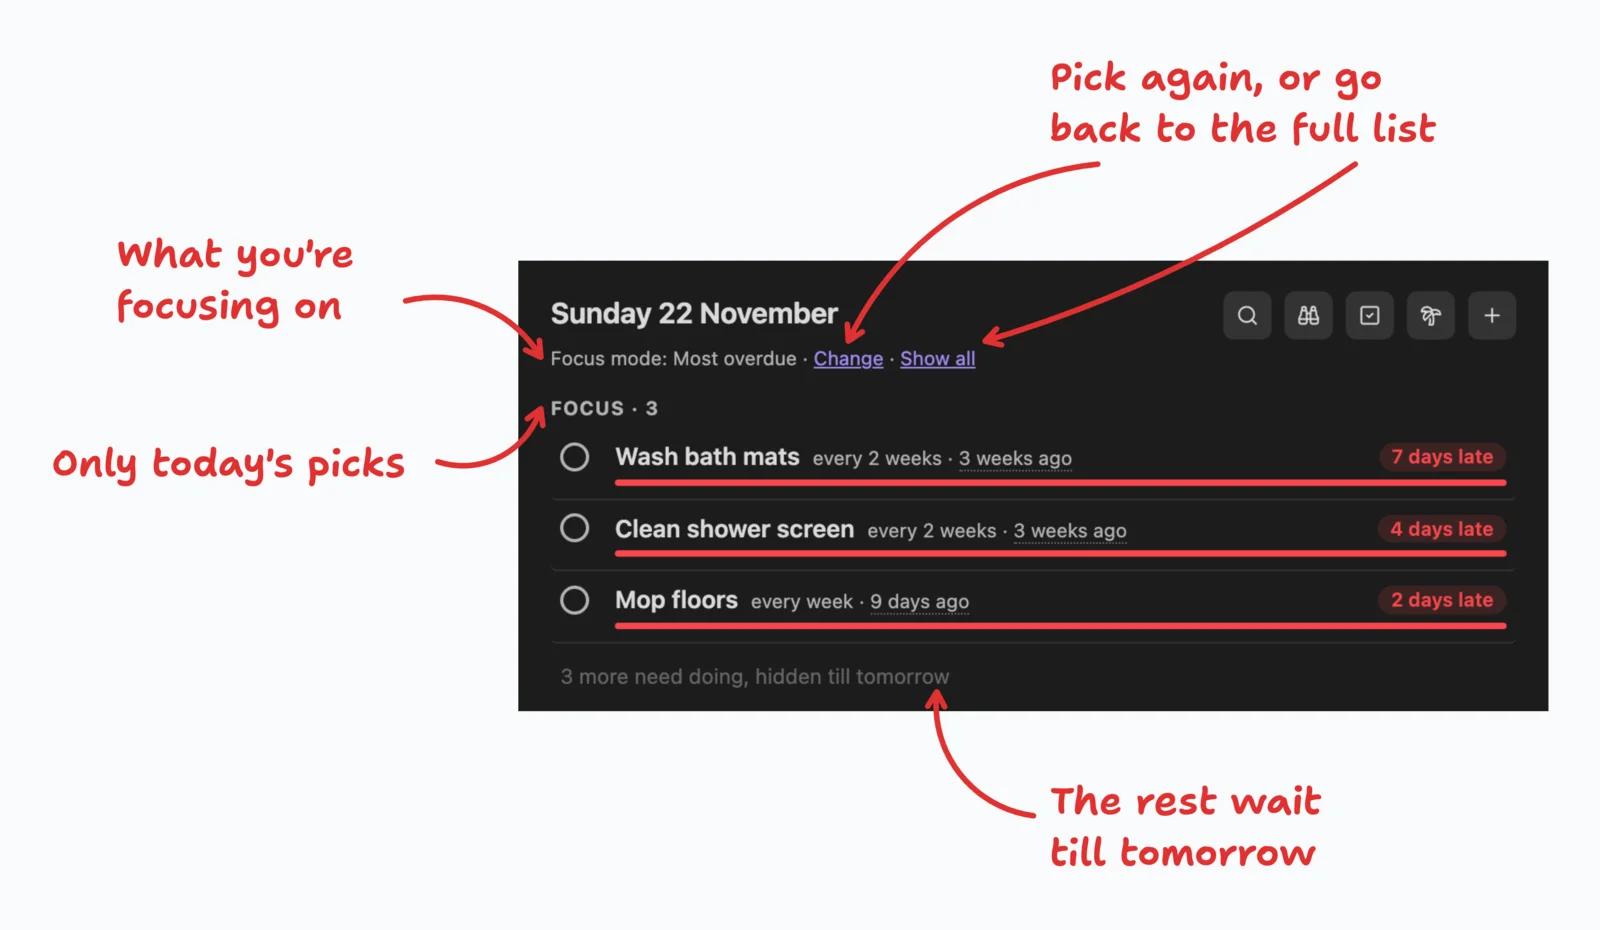 Pick again, or go
back to the full list
What you're
focusing on
Sunday 22 November
Focus mode: Most overdue · Change · Show all
FOCUS · 3
Only today's picks
Wash bath mats every 2 weeks · 3 weeks ago 7 days late
Clean shower screen every 2 weeks · 3 weeks ago 4 days late
Mop floors every week · 9 days ago 2 days late
3 more need doing, hidden till tomorrow
The rest wait
till tomorrow